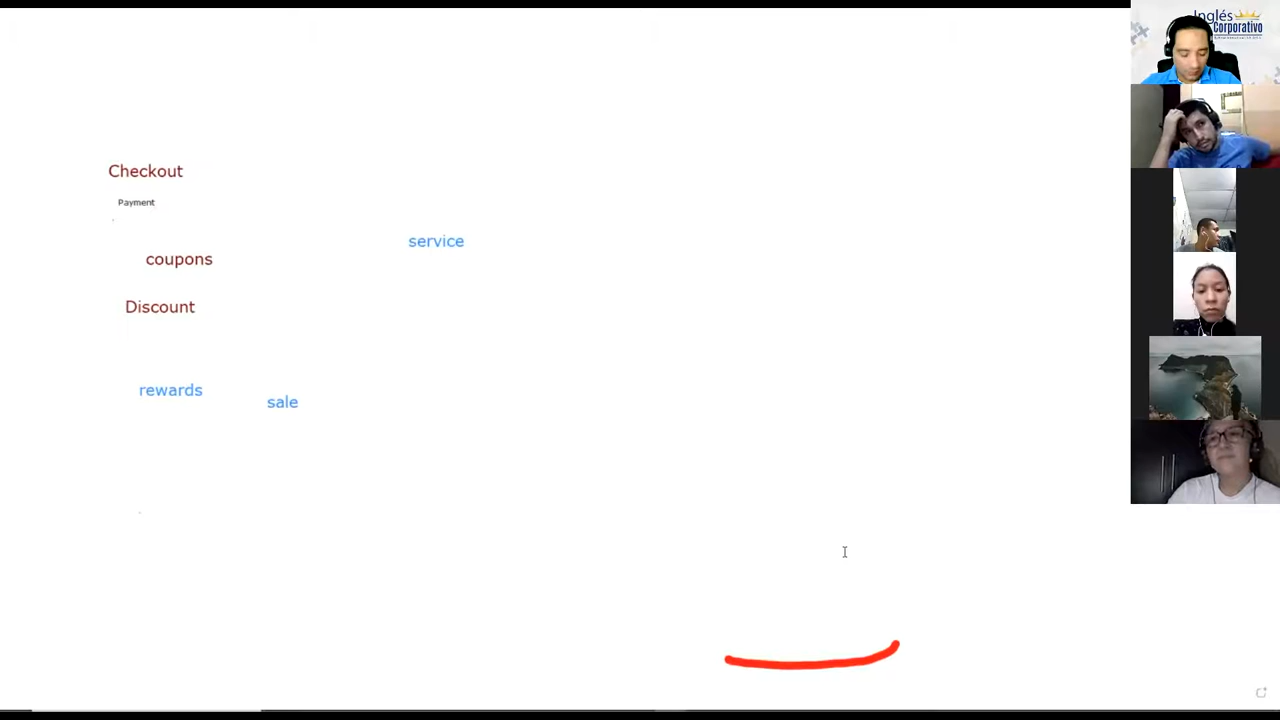 Inglés
Corporativo
Checkout
Payment
service
coupons
Discount
rewards
sale